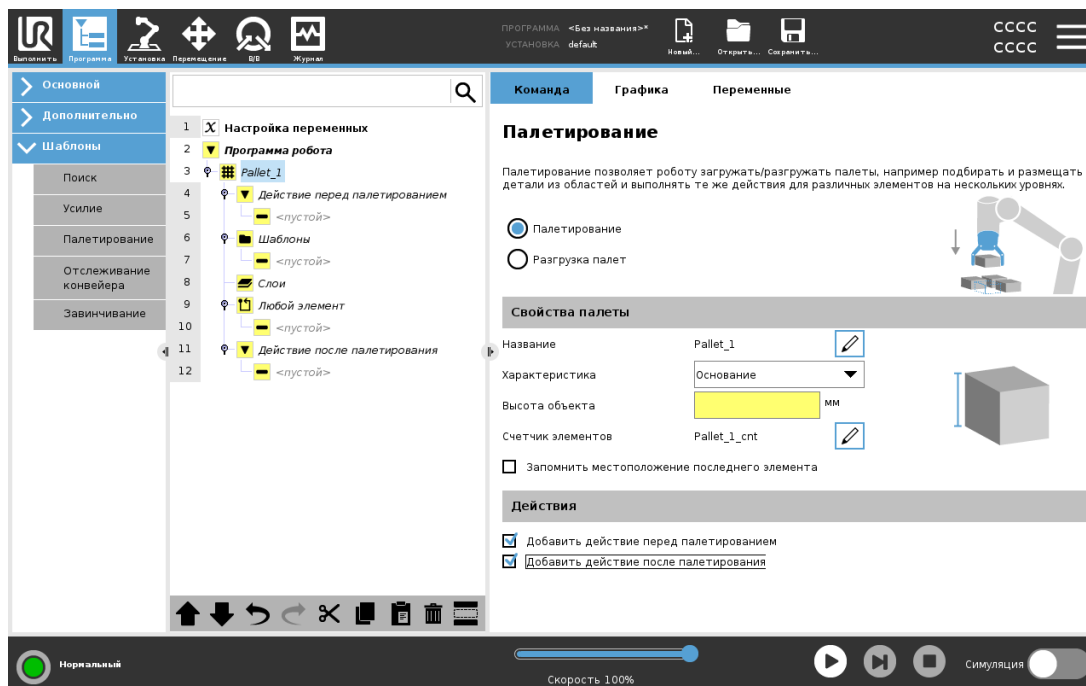 ПРОГРАММА <Без названия>*
УСТАНОВКА default
CCCC
CCCC
Выполнить
Программа
Установка
Перемещение
В/В
Журнал
Новый...
Открыть...
Сохранить...
Основной
Дополнительно
Шаблоны
Поиск
Усилие
Палетирование
Отслеживание
конвейера
Завинчивание
1 X Настройка переменных
2 Программа робота
3 Pallet_1
4 Действие перед палетированием
5 <пустой>
6 Шаблоны
7 <пустой>
8 Слои
9 Любой элемент
10 <пустой>
11 Действие после палетирования
12 <пустой>
Команда
Графика
Переменные
Палетирование
Палетирование позволяет роботу загружать/разгружать палеты, например подбирать и размещать
детали из областей и выполнять те же действия для различных элементов на нескольких уровнях.
Палетирование
Разгрузка палет
Свойства палеты
Название Pallet_1
Характеристика Основание
Высота объекта мм
Счетчик элементов Pallet_1_cnt
Запомнить местоположение последнего элемента
Действия
Добавить действие перед палетированием
Добавить действие после палетирования
Нормальный
Скорость 100%
Симуляция